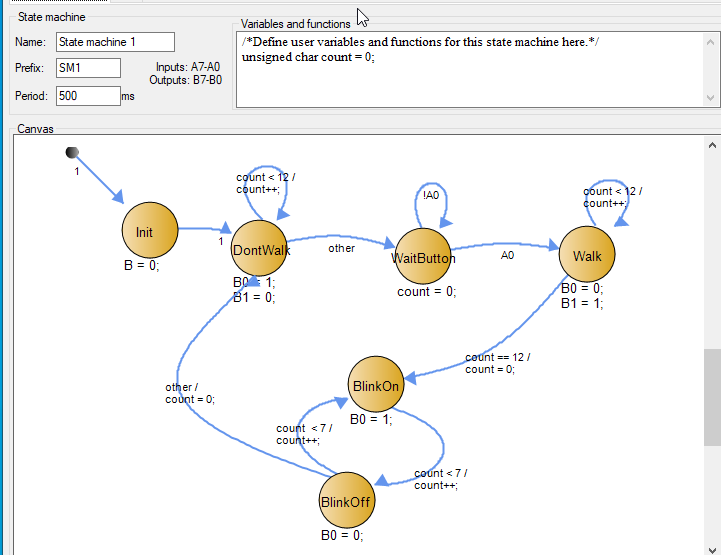 State machine
Name:
State machine 1
Prefix:
SM1
Inputs: A7-A0
Outputs: B7-B0
Period:
500
ms
Variables and functions
/*Define user variables and functions for this state machine here.*/
unsigned char count = 0;
Canvas
1
Init
B = 0;
1
count < 12 /
count++;
DontWalk
B0 = 1;
B1 = 0;
other
!A0
WaitButton
count = 0;
A0
count < 12 /
count++;
Walk
B0 = 0;
B1 = 1;
count == 12 /
count = 0;
BlinkOn
B0 = 1;
other /
count = 0;
count < 7 /
count++;
count < 7 /
count++;
BlinkOff
B0 = 0;